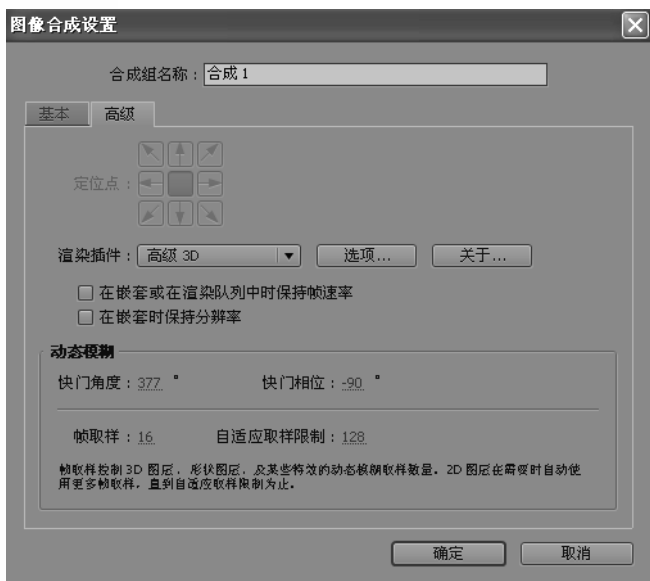 图像合成设置
合成组名称：合成 1
基本 高级
定位点：
渲染插件：高级 3D 选项... 关于...
在嵌套或在渲染队列中时保持帧速率
在嵌套时保持分辨率
动态模糊
快门角度：377 ° 快门相位：-90 °
帧取样：16 自适应取样限制：128
帧取样控制3D 图层、形状图层、及某些特效的动态模糊取样数量。2D 图层在需要时自动使
用更多帧取样，直到自适应取样限制为止。
确定 取消